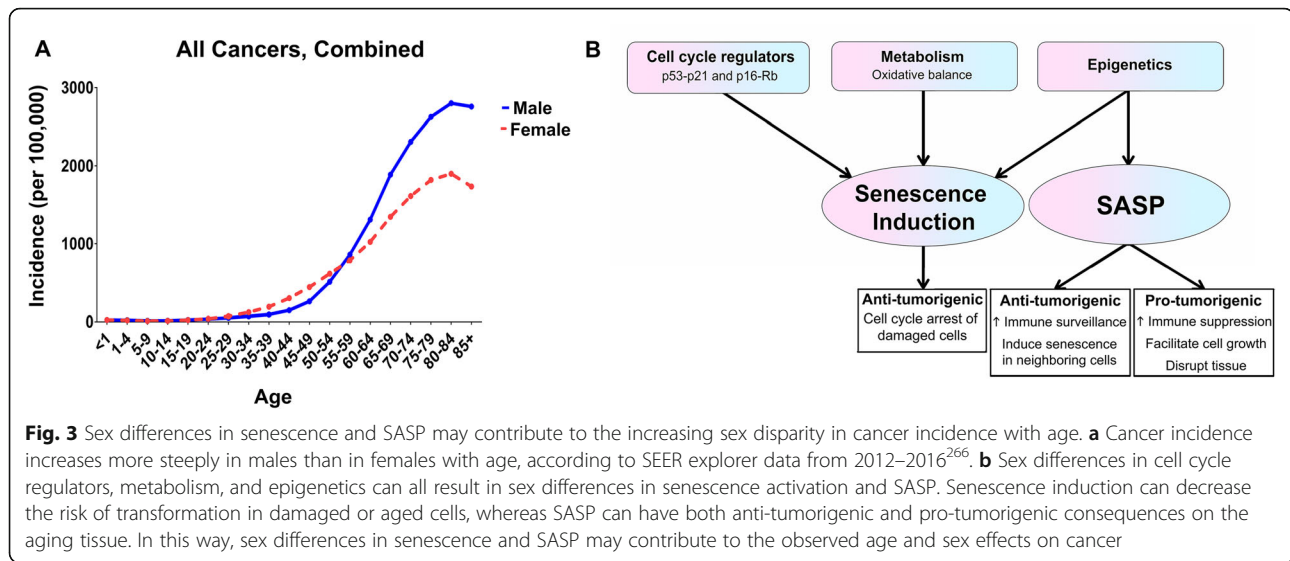 A
All Cancers, Combined
Incidence (per 100,000)
3000
2000
1000
0
Male
Female
<1
1-4
5-9
10-14
15-19
20-24
25-29
30-34
35-39
40-44
45-49
50-54
55-59
60-64
65-69
70-74
75-79
80-84
85+
Age
B
Cell cycle regulators
p53-p21 and p16-Rb
Metabolism
Oxidative balance
Epigenetics
Senescence
Induction
SASP
Anti-tumorigenic
Cell cycle arrest of
damaged cells
Anti-tumorigenic
↑ Immune surveillance
Induce senescence
in neighboring cells
Pro-tumorigenic
↑ Immune suppression
Facilitate cell growth
Disrupt tissue
Fig. 3 Sex differences in senescence and SASP may contribute to the increasing sex disparity in cancer incidence with age. a Cancer incidence
increases more steeply in males than in females with age, according to SEER explorer data from 2012–2016266. b Sex differences in cell cycle
regulators, metabolism, and epigenetics can all result in sex differences in senescence activation and SASP. Senescence induction can decrease
the risk of transformation in damaged or aged cells, whereas SASP can have both anti-tumorigenic and pro-tumorigenic consequences on the
aging tissue. In this way, sex differences in senescence and SASP may contribute to the observed age and sex effects on cancer